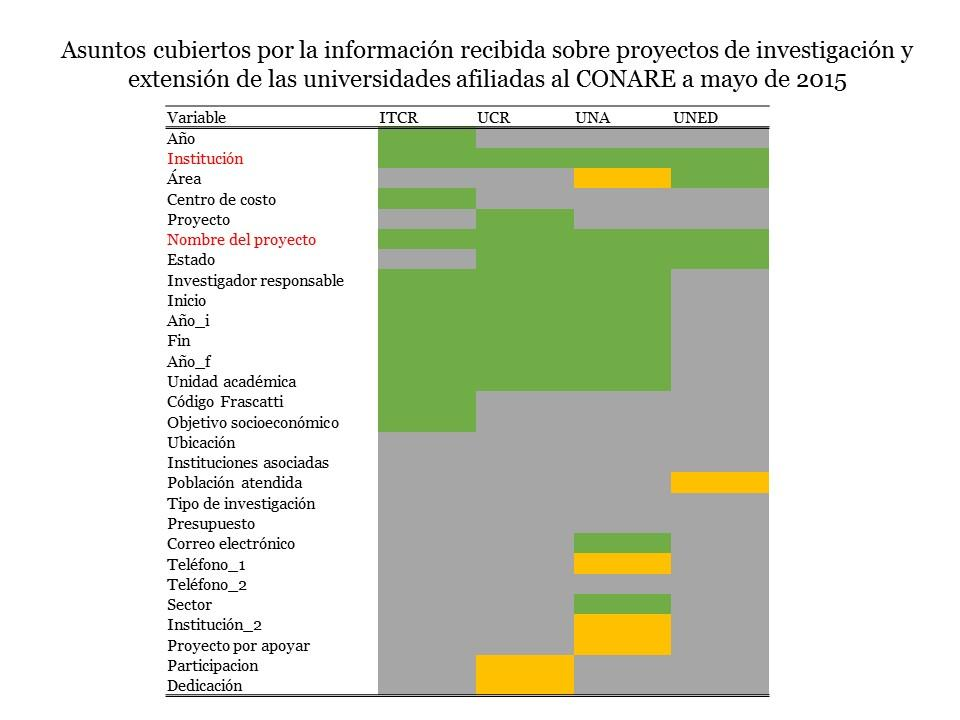 Asuntos cubiertos por la información recibida sobre proyectos de investigación y
extensión de las universidades afiliadas al CONARE a mayo de 2015
Variable ITCR UCR UNA UNED
Año
Institución
Área
Centro de costo
Proyecto
Nombre del proyecto
Estado
Investigador responsable
Inicio
Año_i
Fin
Año_f
Unidad académica
Código Frascatti
Objetivo socioeconómico
Ubicación
Instituciones asociadas
Población atendida
Tipo de investigación
Presupuesto
Correo electrónico
Teléfono_1
Teléfono_2
Sector
Institución_2
Proyecto por apoyar
Participacion
Dedicación